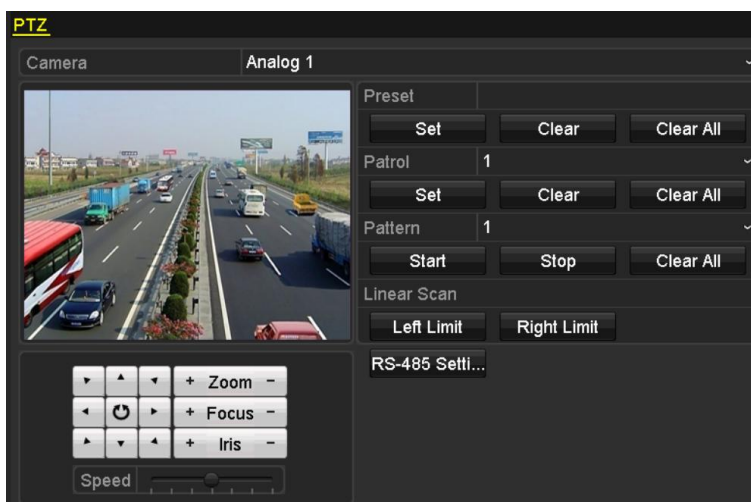 PTZ
Camera Analog 1
Preset
Set Clear Clear All
Patrol 1
Set Clear Clear All
Pattern 1
Start Stop Clear All
Linear Scan
Left Limit Right Limit
RS-485 Setti...
+ Zoom -
+ Focus -
+ Iris -
Speed